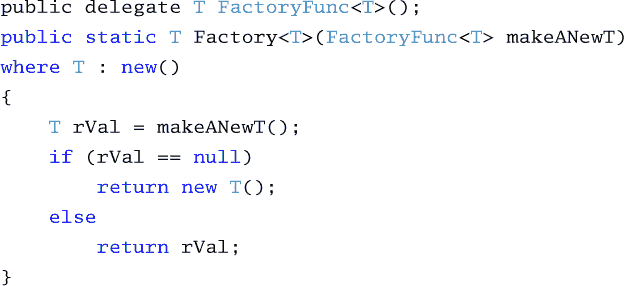 public delegate T FactoryFunc<T>();
public static T Factory<T>(FactoryFunc<T> makeANewT)
where T : new()
{
    T rVal = makeANewT();
    if (rVal == null)
        return new T();
    else
        return rVal;
}